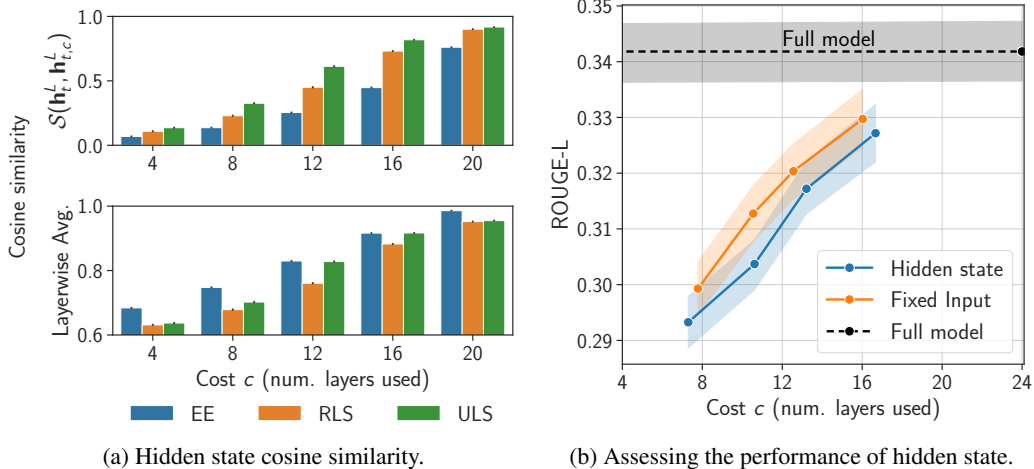 Cosine similarity
S(h_t^L, h_{t,c}^L)
1.0
0.5
0.0
4 8 12 16 20
Layerwise Avg.
1.0
0.8
0.6
4 8 12 16 20
Cost c (num. layers used)
EE RLS ULS
(a) Hidden state cosine similarity.
ROUGE-L
0.35
0.34
0.33
0.32
0.31
0.30
0.29
Full model
Hidden state
Fixed Input
Full model
4 8 12 16 20 24
Cost c (num. layers used)
(b) Assessing the performance of hidden state.